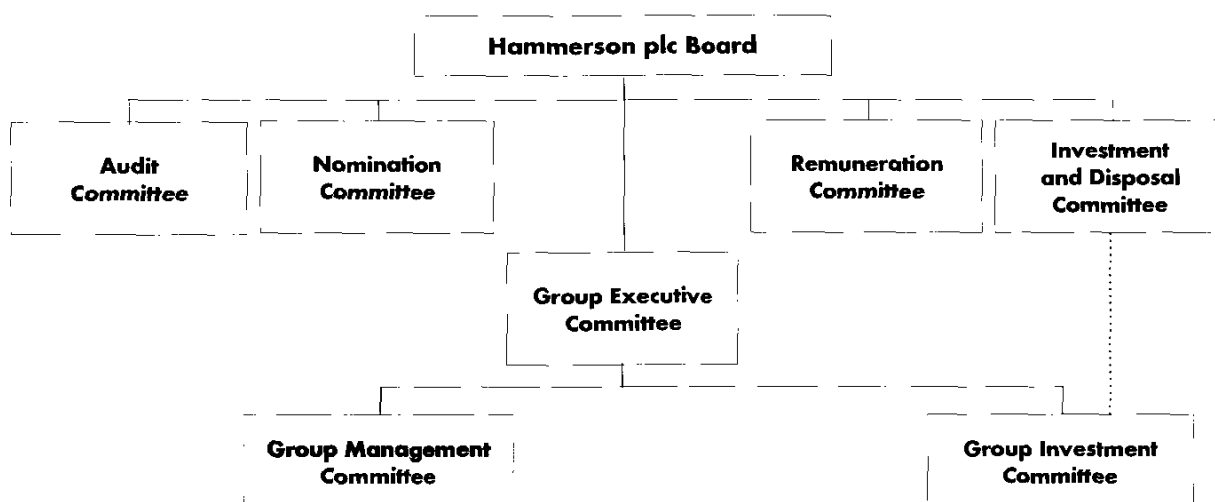 Hammerson plc Board
Audit
Committee
Nomination
Committee
Remuneration
Committee
Investment
and Disposal
Committee
Group Executive
Committee
Group Management
Committee
Group Investment
Committee